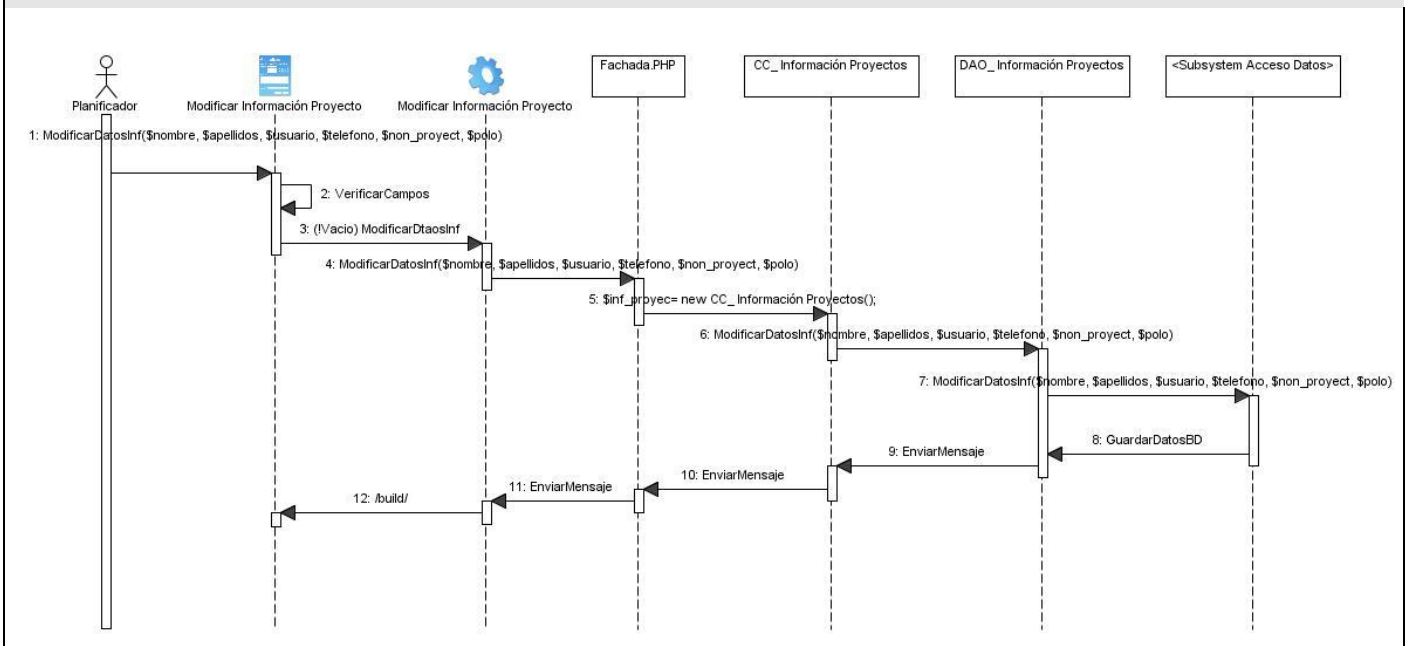 Planificador
Modificar Información Proyecto
Modificar Información Proyecto
Fachada.PHP
CC_ Información Proyectos
DAO_ Información Proyectos
<Subsystem Acceso Datos>
1: ModificarDatosInf($nombre, $apellidos, $usuario, $telefono, $non_proyect, $polo)
2: VerificarCampos
3: (!Vacio) ModificarDtaosInf
4: ModificarDatosInf($nombre, $apellidos, $usuario, $telefono, $non_proyect, $polo)
5: $inf_proyec= new CC_ Información Proyectos();
6: ModificarDatosInf($nombre, $apellidos, $usuario, $telefono, $non_proyect, $polo)
7: ModificarDatosInf($nombre, $apellidos, $usuario, $telefono, $non_proyect, $polo)
8: GuardarDatosBD
9: EnviarMensaje
10: EnviarMensaje
11: EnviarMensaje
12: /build/